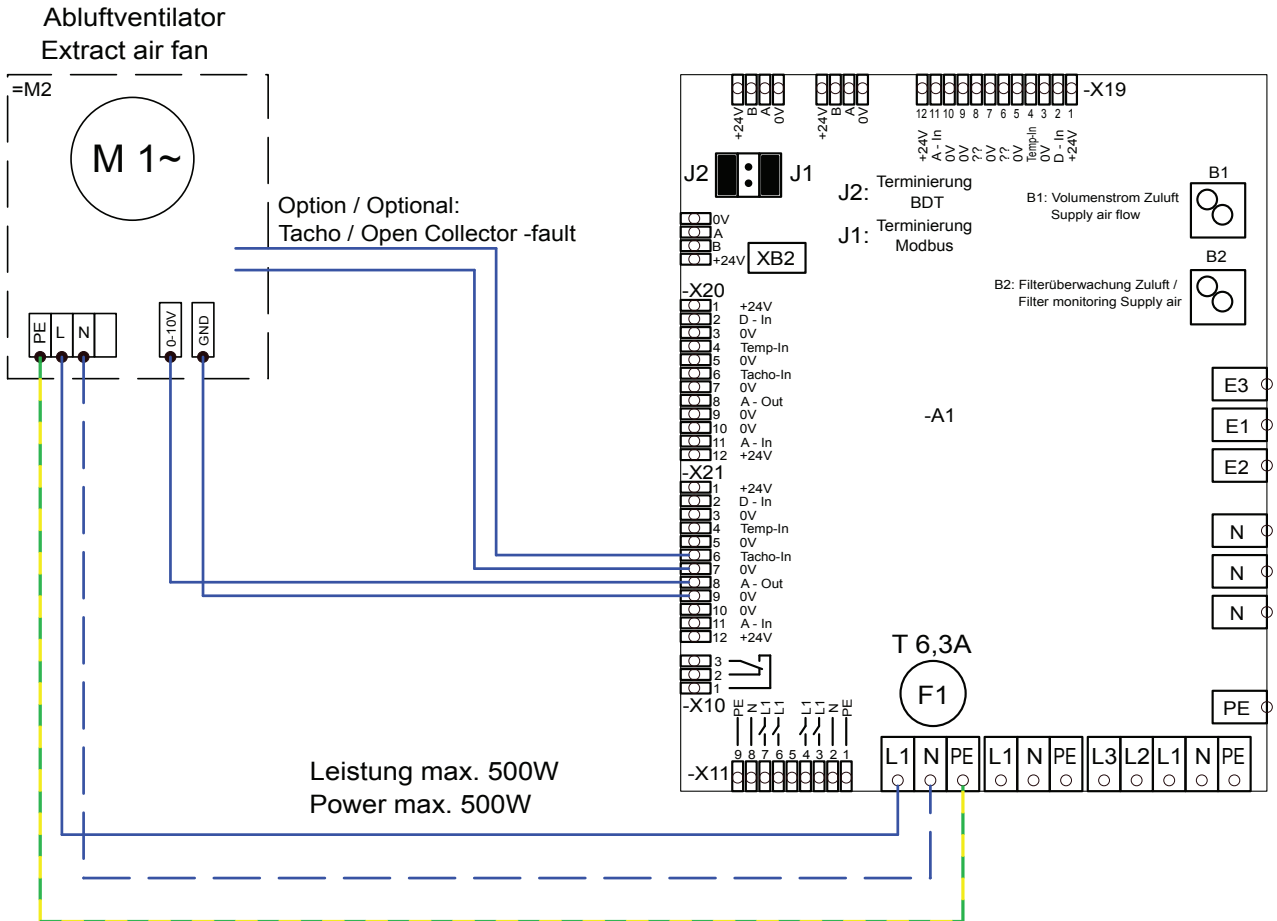 Abluftventilator
Extract air fan
=M2
M 1~
Option / Optional:
Tacho / Open Collector -fault
PE
L
N
0-10V
GND
+24V
B
A
0V
+24V
B
A
0V
-X19
12
11
10
9
8
7
6
5
4
3
2
1
+24V
A - In
0V
0V
??
0V
??
0V
Temp-In
0V
D - In
+24V
J2
J1
J2: Terminierung
BDT
J1: Terminierung
Modbus
B1: Volumenstrom Zuluft
Supply air flow
B1
B2: Filterüberwachung Zuluft /
Filter monitoring Supply air
B2
0V
A
B
+24V
XB2
-X20
1 +24V
2 D - In
3 0V
4 Temp-In
5 0V
6 Tacho-In
7 0V
8 A - Out
9 0V
10 0V
11 A - In
12 +24V
-X21
1 +24V
2 D - In
3 0V
4 Temp-In
5 0V
6 Tacho-In
7 0V
8 A - Out
9 0V
10 0V
11 A - In
12 +24V
-A1
E3
E1
E2
N
N
N
PE
3
2
1
-X10
T 6,3A
F1
PE
N
L1
L1
L1
L1
N
PE
-X11
9
8
7
6
5
4
3
2
1
L1 N PE
L1 N PE
L3 L2 L1 N PE
Leistung max. 500W
Power max. 500W